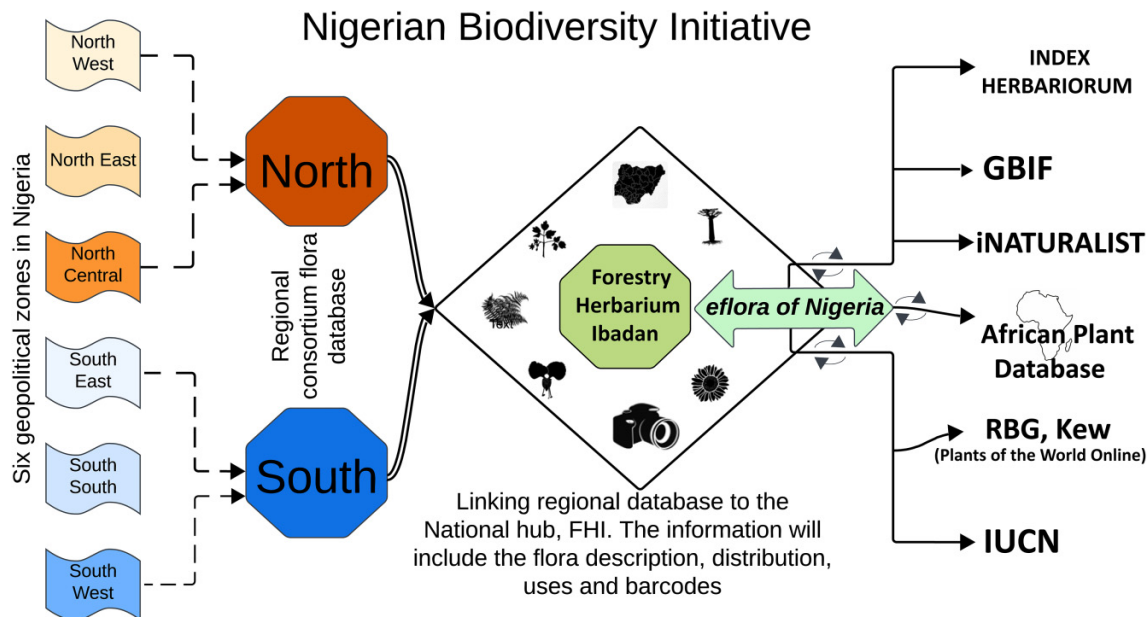 Nigerian Biodiversity Initiative
Six geopolitical zones in Nigeria
North
West
North East
North
Central
South
East
South
South
South
West
North
Regional
consortium flora
database
South
Text
Forestry
Herbarium
Ibadan
eflora of Nigeria
Linking regional database to the
National hub, FHI. The information will
include the flora description, distribution,
uses and barcodes
INDEX
HERBARIORUM
GBIF
iNATURALIST
African Plant
Database
RBG, Kew
(Plants of the World Online)
IUCN